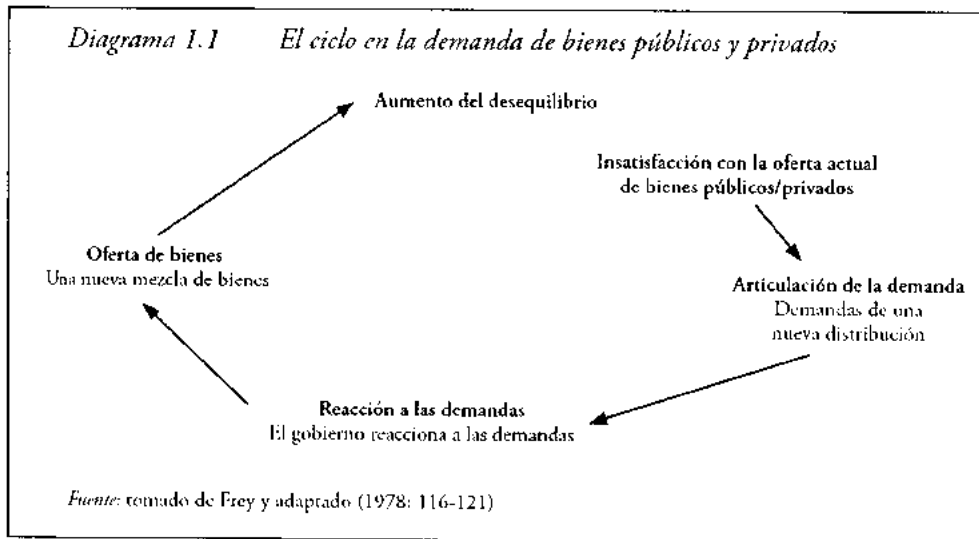 Diagrama 1.1 El ciclo en la demanda de bienes públicos y privados
Aumento del desequilibrio
Insatisfacción con la oferta actual
de bienes públicos/privados
Oferta de bienes
Una nueva mezcla de bienes
Articulación de la demanda
Demandas de una
nueva distribución
Reacción a las demandas
El gobierno reacciona a las demandas
Fuente: tomado de Frey y adaptado (1978: 116-121)